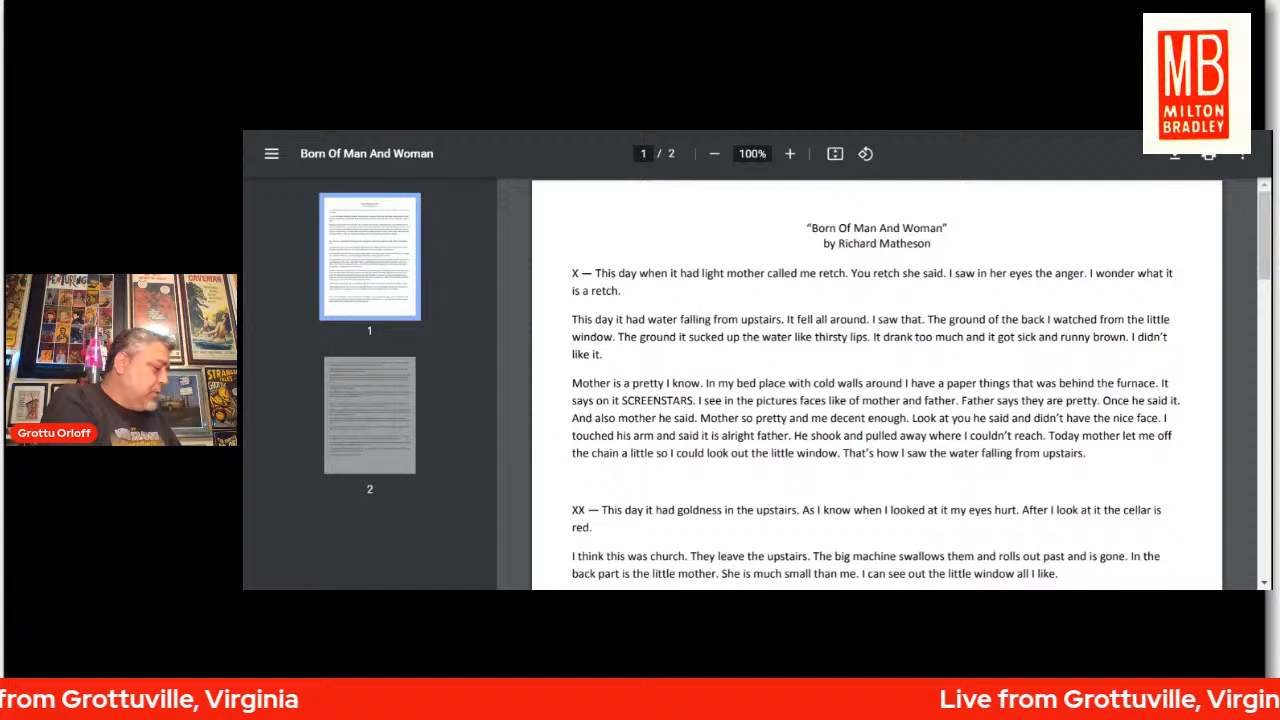 MB
MILTON
BRADLEY
Born Of Man And Woman
1 / 2
100%
“Born Of Man And Woman”
by Richard Matheson
X — This day when it had light mother called me retch. You retch she said. I saw in her eyes the anger. I wonder what it
is a retch.
This day it had water falling from upstairs. It fell all around. I saw that. The ground of the back I watched from the little
window. The ground it sucked up the water like thirsty lips. It drank too much and it got sick and runny brown. I didn’t
like it.
Mother is a pretty I know. In my bed place with cold walls around I have a paper things that was behind the furnace. It
says on it SCREENSTARS. I see in the pictures faces like of mother and father. Father says they are pretty. Once he said it.
And also mother he said. Mother so pretty and me decent enough. Look at you he said and didn’t have the nice face. I
touched his arm and said it is alright father. He shook and pulled away where I couldn’t reach. Today mother let me off
the chain a little so I could look out the little window. That’s how I saw the water falling from upstairs.
XX — This day it had goldness in the upstairs. As I know when I looked at it my eyes hurt. After I look at it the cellar is
red.
I think this was church. They leave the upstairs. The big machine swallows them and rolls out past and is gone. In the
back part is the little mother. She is much small than me. I can see out the little window all I like.
1
2
CAVEMAN
STRANGE
TALES
Grottu Orloff
from Grottuville, Virginia
Live from Grottuville, Virgin